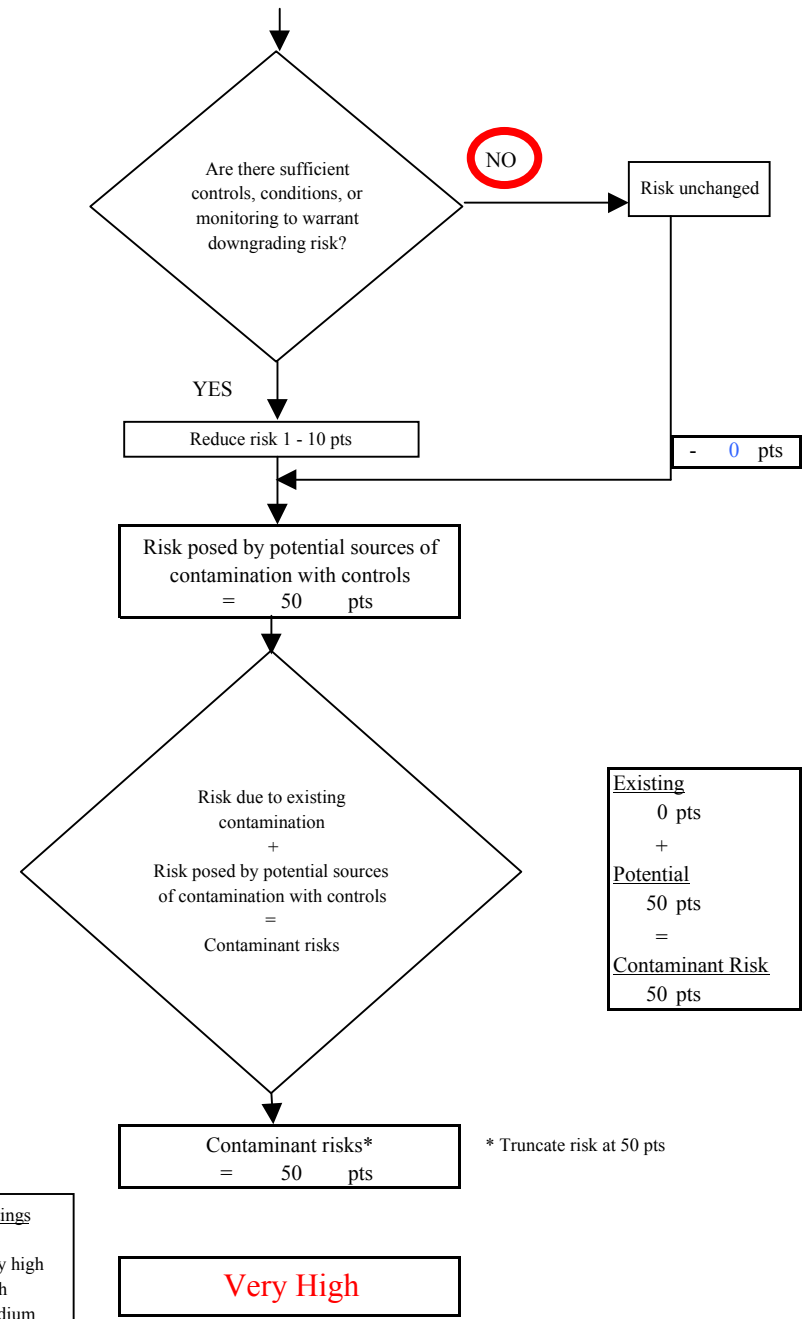 Are there sufficient
controls, conditions, or
monitoring to warrant
downgrading risk?
NO
Risk unchanged
YES
Reduce risk 1 - 10 pts
- 0 pts
Risk posed by potential sources of
contamination with controls
= 50 pts
Risk due to existing
contamination
+
Risk posed by potential sources
of contamination with controls
=
Contaminant risks
Existing
0 pts
+
Potential
50 pts
=
Contaminant Risk
50 pts
Contaminant risks*
= 50 pts
* Truncate risk at 50 pts
ings
y high
h
dium
Very High